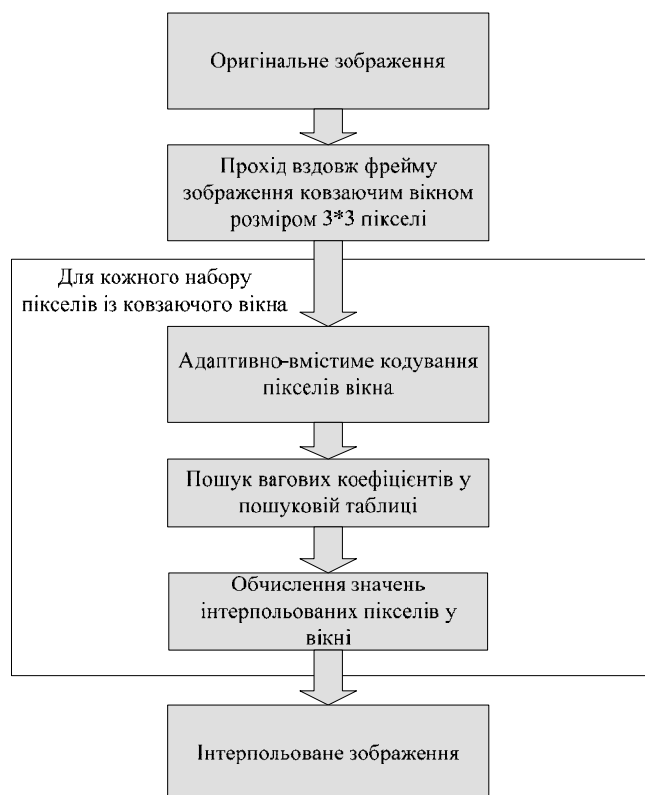 Оригінальне зображення
Прохід вздовж фрейму
зображення ковзаючим вікном
розміром 3*3 пікселі
Для кожного набору
пікселів із ковзаючого вікна
Адаптивно-вмістиме кодування
пікселів вікна
Пошук вагових коефіцієнтів у
пошуковій таблиці
Обчислення значень
інтерпольованих пікселів у
вікні
Інтерпольоване зображення